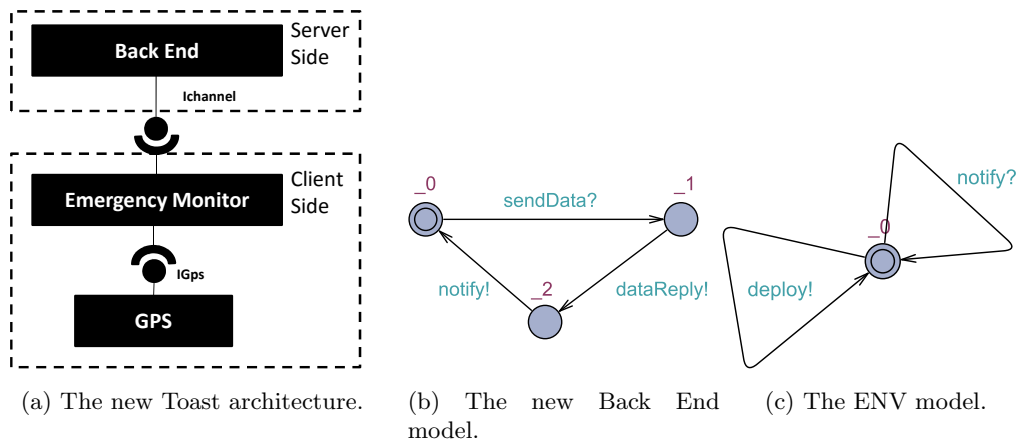 Back End
Server
Side
Ichannel
Emergency Monitor
Client
Side
IGps
GPS
(a) The new Toast architecture.
_0
sendData?
_1
notify!
_2
dataReply!
(b) The new Back End
model.
notify?
_0
deploy!
(c) The ENV model.